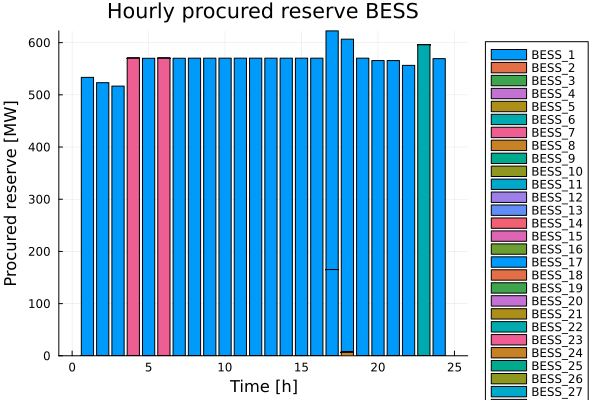 Hourly procured reserve BESS
Procured reserve [MW]
600
500
400
300
200
100
0
0
5
10
15
20
25
Time [h]
BESS_1
BESS_2
BESS_3
BESS_4
BESS_5
BESS_6
BESS_7
BESS_8
BESS_9
BESS_10
BESS_11
BESS_12
BESS_13
BESS_14
BESS_15
BESS_16
BESS_17
BESS_18
BESS_19
BESS_20
BESS_21
BESS_22
BESS_23
BESS_24
BESS_25
BESS_26
BESS_27